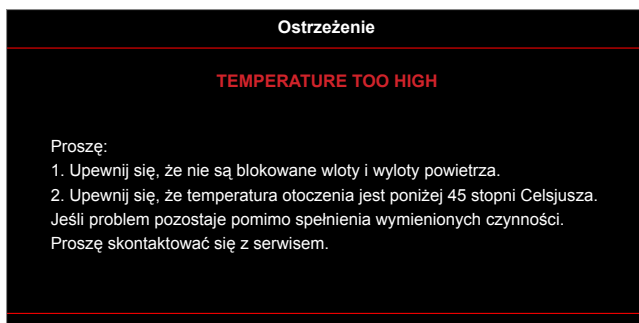 Ostrzeżenie
TEMPERATURE TOO HIGH
Proszę:
1. Upewnij się, że nie są blokowane wloty i wyloty powietrza.
2. Upewnij się, że temperatura otoczenia jest poniżej 45 stopni Celsjusza.
Jeśli problem pozostaje pomimo spełnienia wymienionych czynności.
Proszę skontaktować się z serwisem.